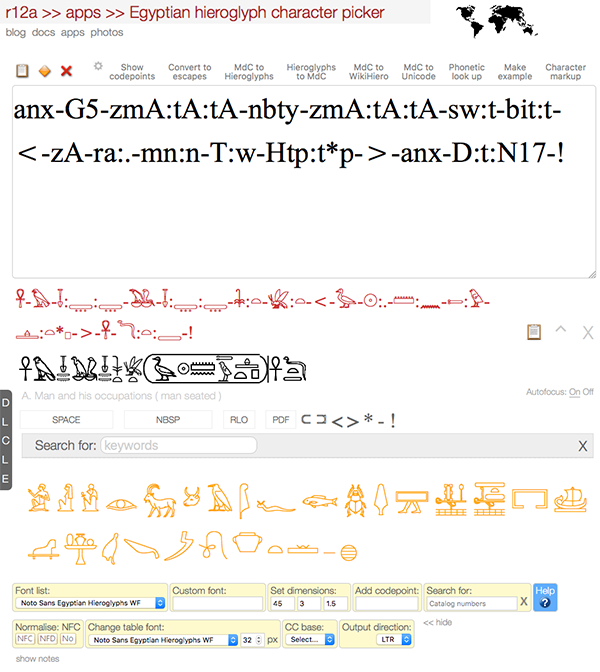 r12a >> apps >> Egyptian hieroglyph character picker
blog docs apps photos
Show codepoints
Convert to escapes
MdC to Hieroglyphs
Hieroglyphs to MdC
MdC to WikiHiero
MdC to Unicode
Phonetic look up
Make example
Character markup
anx-G5-zmA:tA:tA-nbty-zmA:tA:tA-sw:t-bit:t-
<-zA-ra:.-mn:n-T:w-Htp:t*p->-anx-D:t:N17-!
𓋹-𓅃-𓄥:𓇾:𓇾-𓅒-𓄥:𓇾:𓇾-𓇓:𓏏-𓆤:𓏏-<-𓅭-𓇳:.-𓏠:𓈖-𓍿:𓅱-
𓊵:𓏏*𓊪->-𓋹-𓆓:𓏏:𓇿-!
A. Man and his occupations ( man seated )
Autofocus: On Off
D L C L E
SPACE NBSP RLO PDF ⊂ ⊐ < > * - !
Search for: keywords X
Font list:
Noto Sans Egyptian Hieroglyphs WF
Custom font:
Set dimensions:
45 3 1.5
Add codepoint:
Search for:
Catalog numbers X
Help ?
Normalise: NFC
NFC NFD No
Change table font:
Noto Sans Egyptian Hieroglyphs WF 32 px
CC base:
Select...
Output direction:
LTR
<< hide
show notes